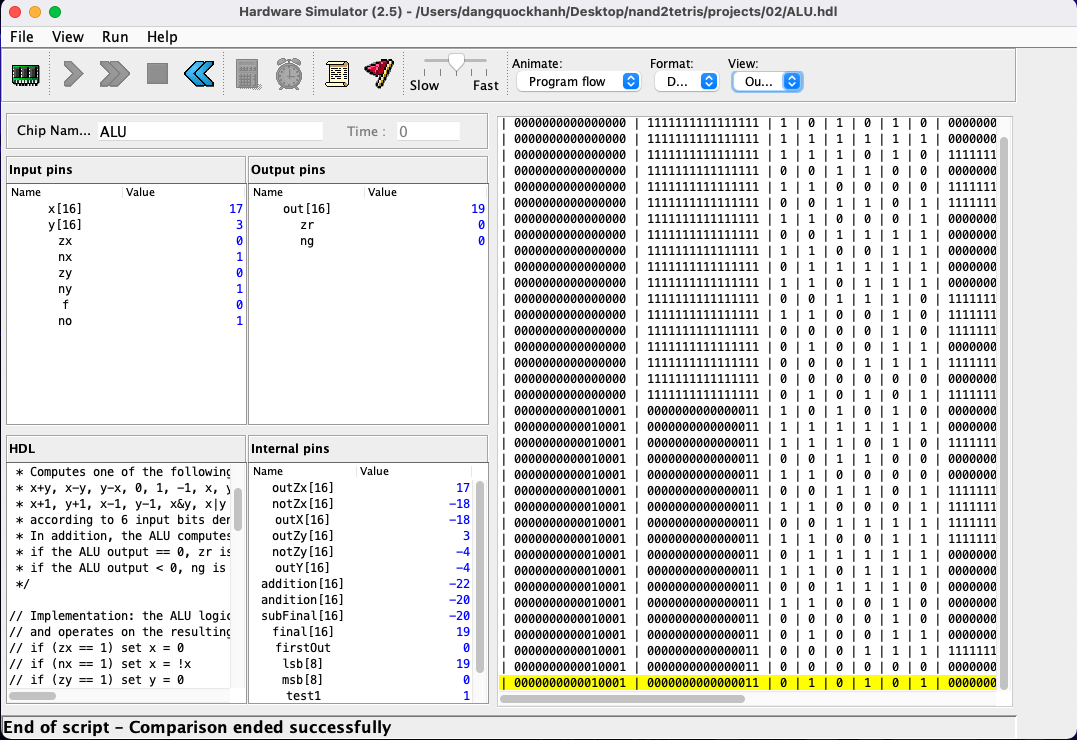 Hardware Simulator (2.5) - /Users/dangquockhanh/Desktop/nand2tetris/projects/02/ALU.hdl
File View Run Help
Slow Fast
Animate: Format: View:
Program flow D... Ou...
Chip Nam... ALU Time : 0
Input pins
Name Value
x[16] 17
y[16] 3
zx 0
nx 1
zy 0
ny 1
f 0
no 1
Output pins
Name Value
out[16] 19
zr 0
ng 0
HDL
* Computes one of the following
* x+y, x-y, y-x, 0, 1, -1, x, y
* x+1, y+1, x-1, y-1, x&y, x|y
* according to 6 input bits der
* In addition, the ALU computes
* if the ALU output == 0, zr is
* if the ALU output < 0, ng is
*/
// Implementation: the ALU logic
// and operates on the resulting
// if (zx == 1) set x = 0
// if (nx == 1) set x = !x
// if (zy == 1) set y = 0
Internal pins
Name Value
outZx[16] 17
notZx[16] -18
outX[16] -18
outZy[16] 3
notZy[16] -4
outY[16] -4
addition[16] -22
andition[16] -20
subFinal[16] -20
final[16] 19
firstOut 0
lsb[8] 19
msb[8] 0
test1 1
| 0000000000000000 | 1111111111111111 | 1 | 0 | 1 | 0 | 1 | 0 | 0000000
| 0000000000000000 | 1111111111111111 | 1 | 1 | 1 | 1 | 1 | 1 | 0000000
| 0000000000000000 | 1111111111111111 | 1 | 1 | 1 | 0 | 1 | 0 | 1111111
| 0000000000000000 | 1111111111111111 | 0 | 0 | 1 | 1 | 0 | 0 | 0000000
| 0000000000000000 | 1111111111111111 | 1 | 1 | 0 | 0 | 0 | 0 | 1111111
| 0000000000000000 | 1111111111111111 | 0 | 0 | 1 | 1 | 0 | 1 | 1111111
| 0000000000000000 | 1111111111111111 | 1 | 1 | 0 | 0 | 0 | 1 | 0000000
| 0000000000000000 | 1111111111111111 | 0 | 0 | 1 | 1 | 1 | 1 | 0000000
| 0000000000000000 | 1111111111111111 | 1 | 1 | 0 | 0 | 1 | 1 | 0000000
| 0000000000000000 | 1111111111111111 | 0 | 1 | 1 | 1 | 1 | 1 | 0000000
| 0000000000000000 | 1111111111111111 | 1 | 1 | 0 | 1 | 1 | 1 | 0000000
| 0000000000000000 | 1111111111111111 | 0 | 0 | 1 | 1 | 1 | 0 | 1111111
| 0000000000000000 | 1111111111111111 | 1 | 1 | 0 | 0 | 1 | 0 | 1111111
| 0000000000000000 | 1111111111111111 | 0 | 0 | 0 | 0 | 1 | 0 | 1111111
| 0000000000000000 | 1111111111111111 | 0 | 1 | 0 | 0 | 1 | 1 | 0000000
| 0000000000000000 | 1111111111111111 | 0 | 0 | 0 | 1 | 1 | 1 | 1111111
| 0000000000000000 | 1111111111111111 | 0 | 0 | 0 | 0 | 0 | 0 | 0000000
| 0000000000000000 | 1111111111111111 | 0 | 1 | 0 | 1 | 0 | 1 | 1111111
| 0000000000010001 | 0000000000000011 | 1 | 0 | 1 | 0 | 1 | 0 | 0000000
| 0000000000010001 | 0000000000000011 | 1 | 1 | 1 | 1 | 1 | 1 | 0000000
| 0000000000010001 | 0000000000000011 | 1 | 1 | 1 | 0 | 1 | 0 | 1111111
| 0000000000010001 | 0000000000000011 | 0 | 0 | 1 | 1 | 0 | 0 | 0000000
| 0000000000010001 | 0000000000000011 | 1 | 1 | 0 | 0 | 0 | 0 | 0000000
| 0000000000010001 | 0000000000000011 | 0 | 0 | 1 | 1 | 0 | 1 | 1111111
| 0000000000010001 | 0000000000000011 | 1 | 1 | 0 | 0 | 0 | 1 | 1111111
| 0000000000010001 | 0000000000000011 | 0 | 0 | 1 | 1 | 1 | 1 | 1111111
| 0000000000010001 | 0000000000000011 | 1 | 1 | 0 | 0 | 1 | 1 | 1111111
| 0000000000010001 | 0000000000000011 | 0 | 1 | 1 | 1 | 1 | 1 | 0000000
| 0000000000010001 | 0000000000000011 | 1 | 1 | 0 | 1 | 1 | 1 | 0000000
| 0000000000010001 | 0000000000000011 | 0 | 0 | 1 | 1 | 1 | 0 | 0000000
| 0000000000010001 | 0000000000000011 | 1 | 1 | 0 | 0 | 1 | 0 | 0000000
| 0000000000010001 | 0000000000000011 | 0 | 0 | 0 | 0 | 1 | 0 | 0000000
| 0000000000010001 | 0000000000000011 | 0 | 1 | 0 | 0 | 1 | 1 | 0000000
| 0000000000010001 | 0000000000000011 | 0 | 0 | 0 | 1 | 1 | 1 | 1111111
| 0000000000010001 | 0000000000000011 | 0 | 0 | 0 | 0 | 0 | 0 | 0000000
| 0000000000010001 | 0000000000000011 | 0 | 1 | 0 | 1 | 0 | 1 | 0000000
End of script - Comparison ended successfully